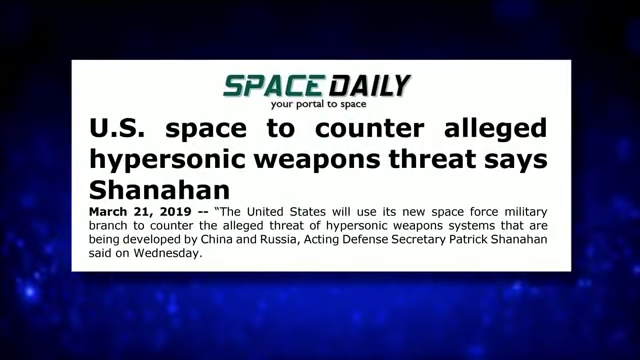 SPACE DAILY
your portal to space
U.S. space to counter alleged
hypersonic weapons threat says
Shanahan
March 21, 2019 -- “The United States will use its new space force military
branch to counter the alleged threat of hypersonic weapons systems that are
being developed by China and Russia, Acting Defense Secretary Patrick Shanahan
said on Wednesday.